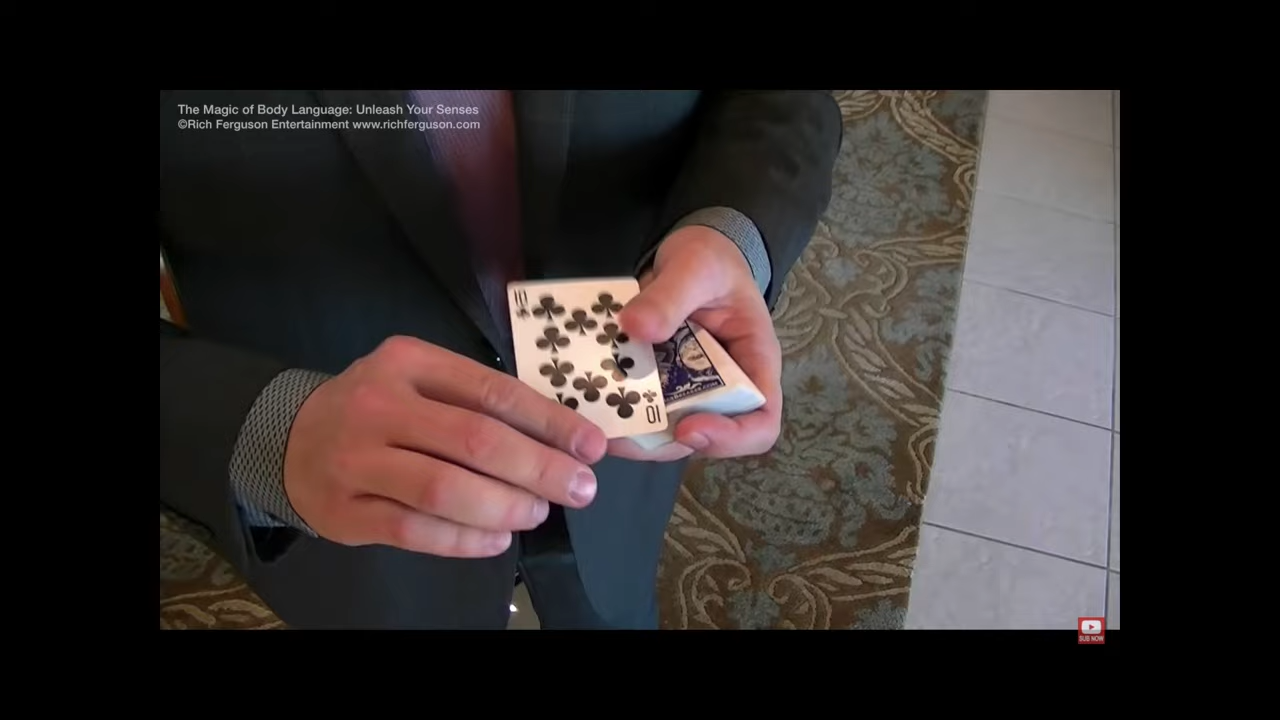 The Magic of Body Language: Unleash Your Senses
©Rich Ferguson Entertainment www.richferguson.com
10
10
SUB NOW